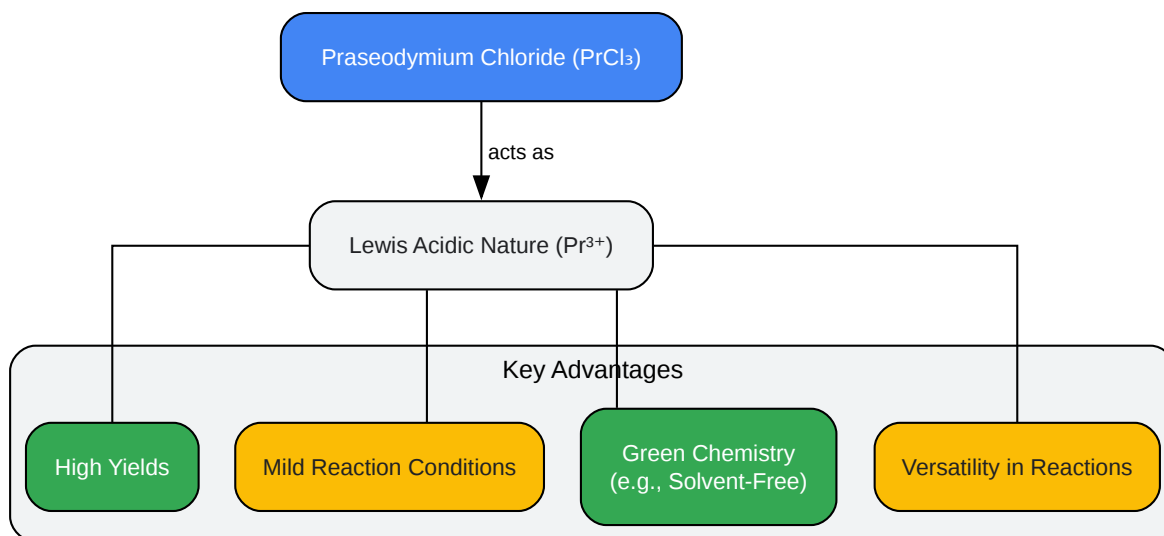 Praseodymium Chloride (PrCl₃)
acts as
Lewis Acidic Nature (Pr³⁺)
Key Advantages
High Yields
Mild Reaction Conditions
Green Chemistry
(e.g., Solvent-Free)
Versatility in Reactions